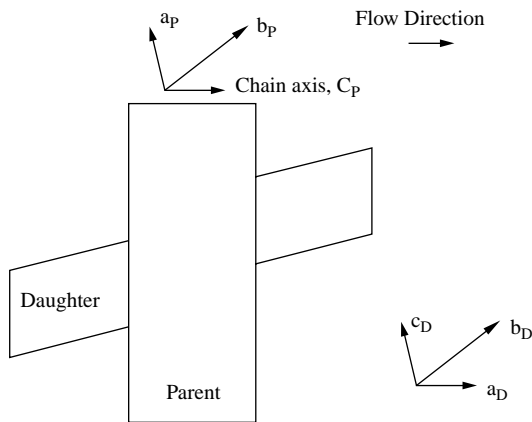 a_P
b_P
Flow Direction
Chain axis, C_P
Daughter
Parent
c_D
b_D
a_D